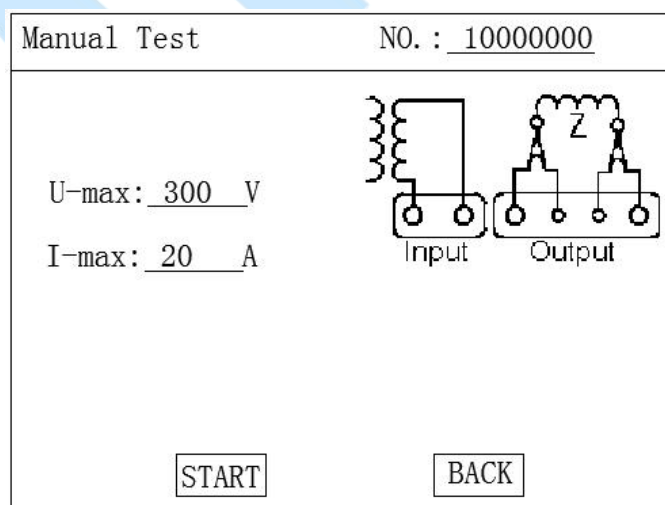 Manual Test NO.: 10000000
U-max: 300 V
I-max: 20 A
Z
Input Output
START BACK